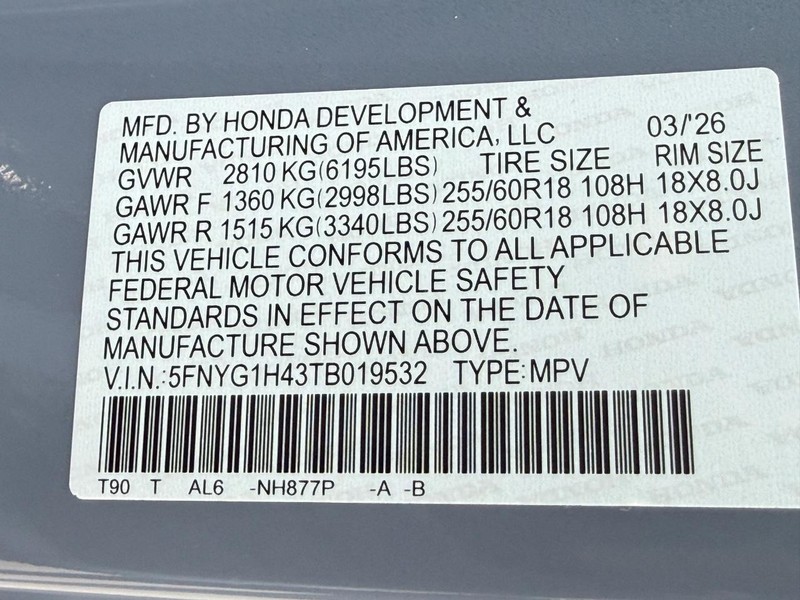 MFD. BY HONDA DEVELOPMENT &
MANUFACTURING OF AMERICA, LLC 03/'26
GVWR 2810 KG(6195LBS) TIRE SIZE RIM SIZE
GAWR F 1360 KG(2998LBS) 255/60R18 108H 18X8.0J
GAWR R 1515 KG(3340LBS) 255/60R18 108H 18X8.0J
THIS VEHICLE CONFORMS TO ALL APPLICABLE
FEDERAL MOTOR VEHICLE SAFETY
STANDARDS IN EFFECT ON THE DATE OF
MANUFACTURE SHOWN ABOVE.
V.I.N.:5FNYG1H43TB019532 TYPE:MPV
T90 T AL6 -NH877P -A -B